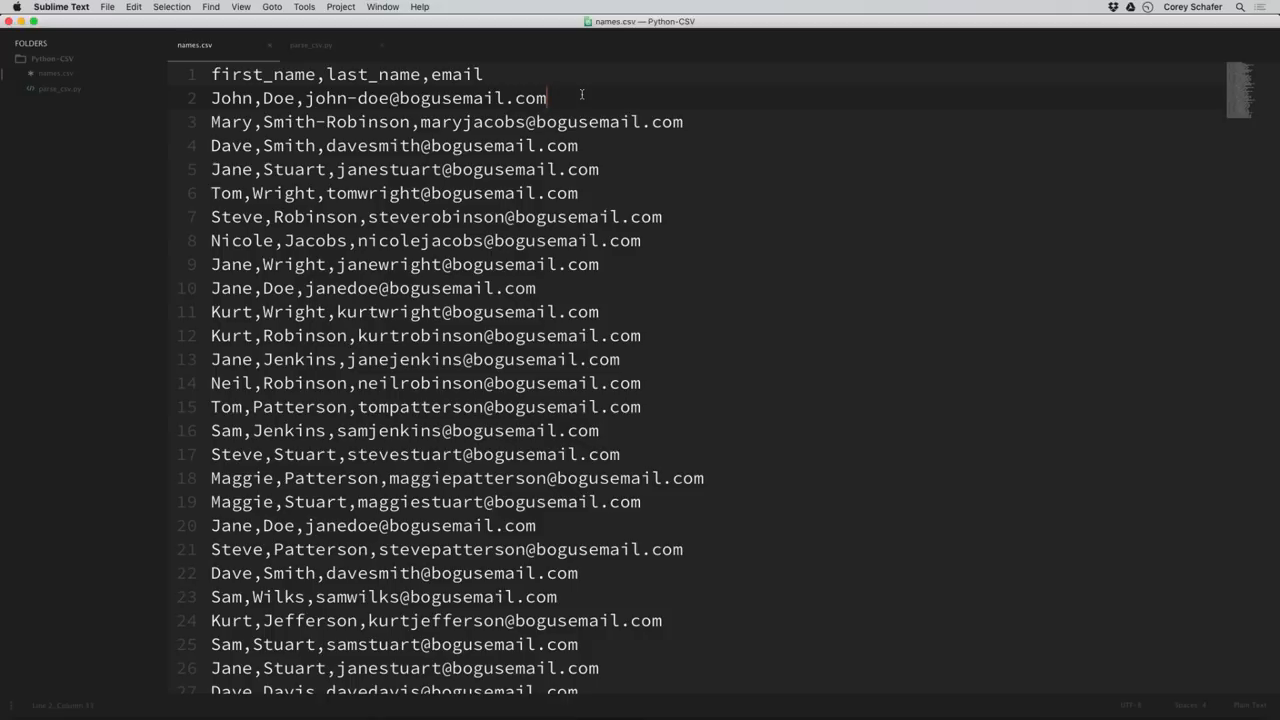 Sublime Text File Edit Selection Find View Goto Tools Project Window Help Corey Schafer
names.csv — Python-CSV
FOLDERS
Python-CSV
names.csv
parse_csv.py
names.csv parse_csv.py
1 first_name,last_name,email
2 John,Doe,john-doe@bogusemail.com
3 Mary,Smith-Robinson,maryjacobs@bogusemail.com
4 Dave,Smith,davesmith@bogusemail.com
5 Jane,Stuart,janestuart@bogusemail.com
6 Tom,Wright,tomwright@bogusemail.com
7 Steve,Robinson,steverobinson@bogusemail.com
8 Nicole,Jacobs,nicolejacobs@bogusemail.com
9 Jane,Wright,janewright@bogusemail.com
10 Jane,Doe,janedoe@bogusemail.com
11 Kurt,Wright,kurtwright@bogusemail.com
12 Kurt,Robinson,kurtrobinson@bogusemail.com
13 Jane,Jenkins,janejenkins@bogusemail.com
14 Neil,Robinson,neilrobinson@bogusemail.com
15 Tom,Patterson,tompatterson@bogusemail.com
16 Sam,Jenkins,samjenkins@bogusemail.com
17 Steve,Stuart,stevestuart@bogusemail.com
18 Maggie,Patterson,maggiepatterson@bogusemail.com
19 Maggie,Stuart,maggiestuart@bogusemail.com
20 Jane,Doe,janedoe@bogusemail.com
21 Steve,Patterson,stevepatterson@bogusemail.com
22 Dave,Smith,davesmith@bogusemail.com
23 Sam,Wilks,samwilks@bogusemail.com
24 Kurt,Jefferson,kurtjefferson@bogusemail.com
25 Sam,Stuart,samstuart@bogusemail.com
26 Jane,Stuart,janestuart@bogusemail.com
27 Dave,Davis,davedavis@bogusemail.com
Line 2, Column 33 UTF-8 Spaces: 4 Plain Text